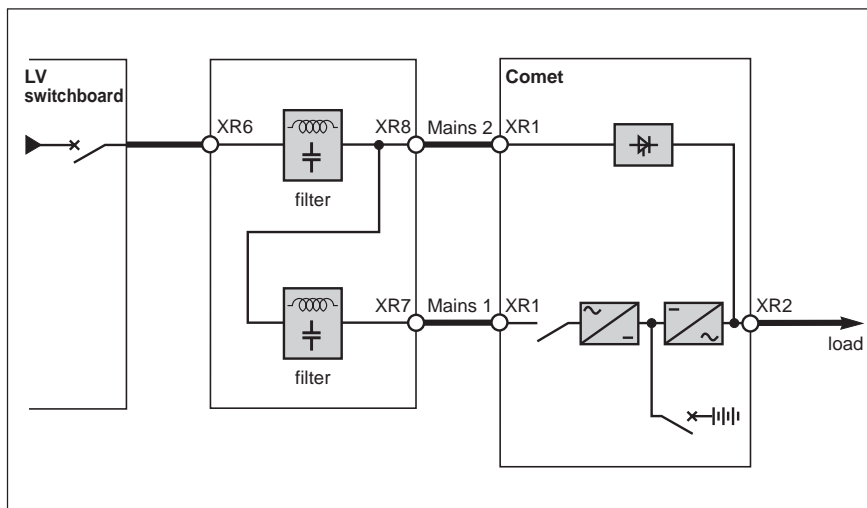 LV
switchboard
Comet
XR6
XR8
Mains 2
XR1
filter
XR7
Mains 1
XR1
XR2
filter
load